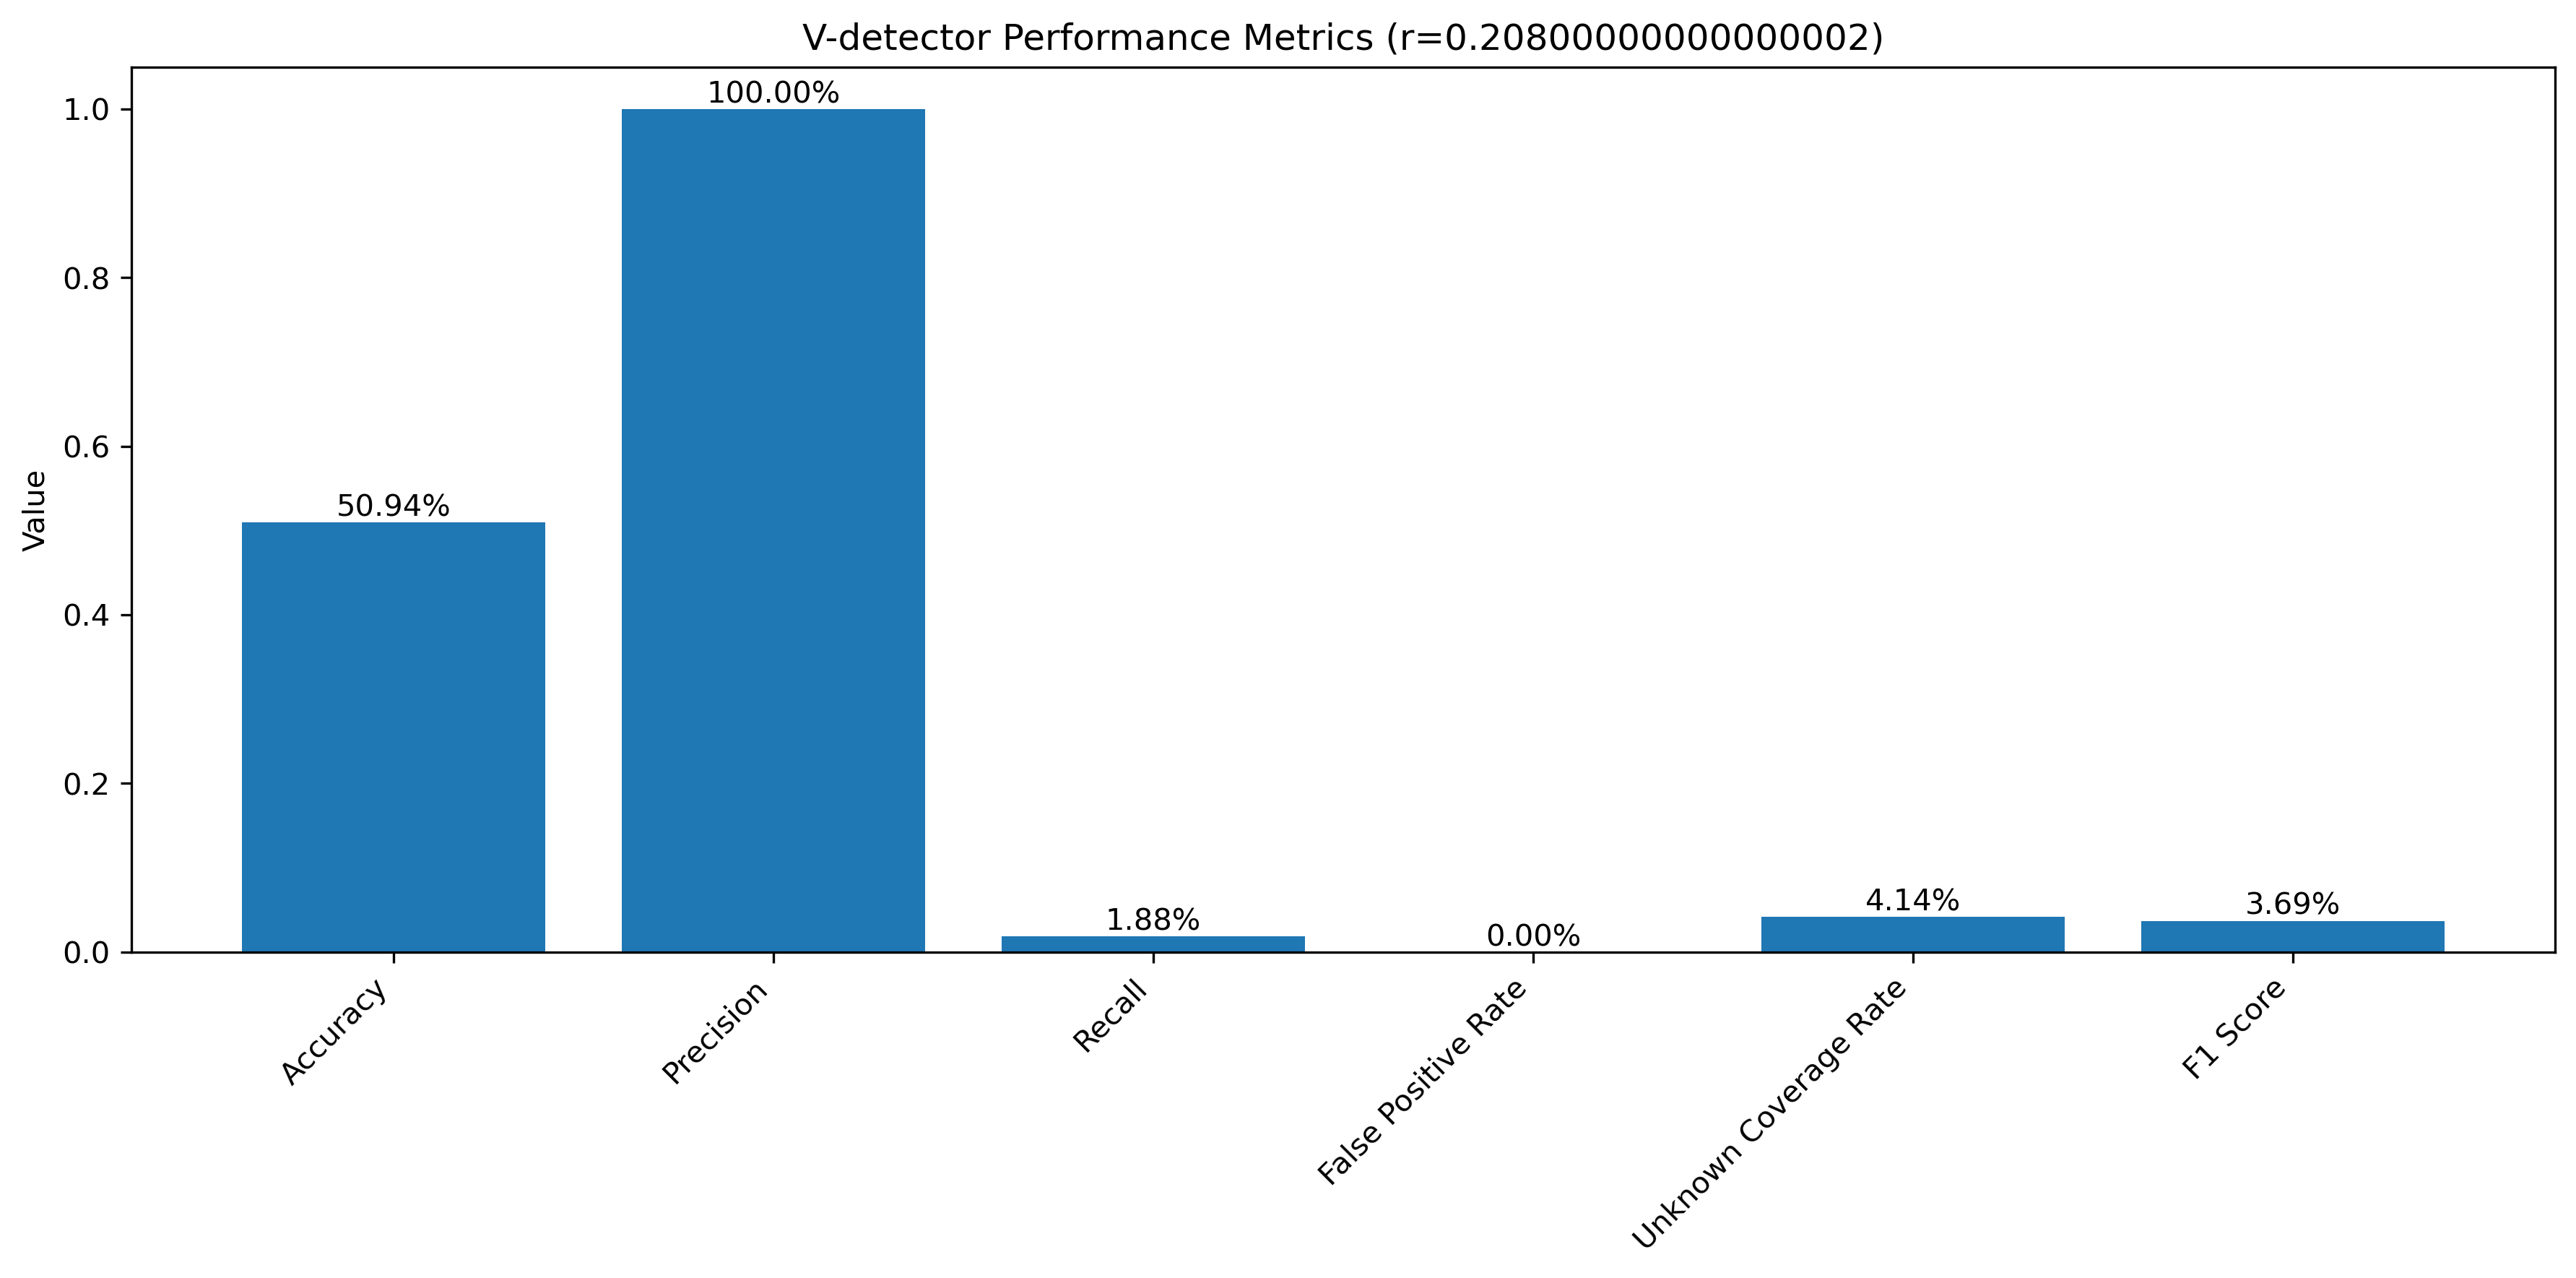 V-detector Performance Metrics (r=0.20800000000000002)
Value
1.0
0.8
0.6
0.4
0.2
0.0
50.94%
100.00%
1.88%
0.00%
4.14%
3.69%
Accuracy
Precision
Recall
False Positive Rate
Unknown Coverage Rate
F1 Score